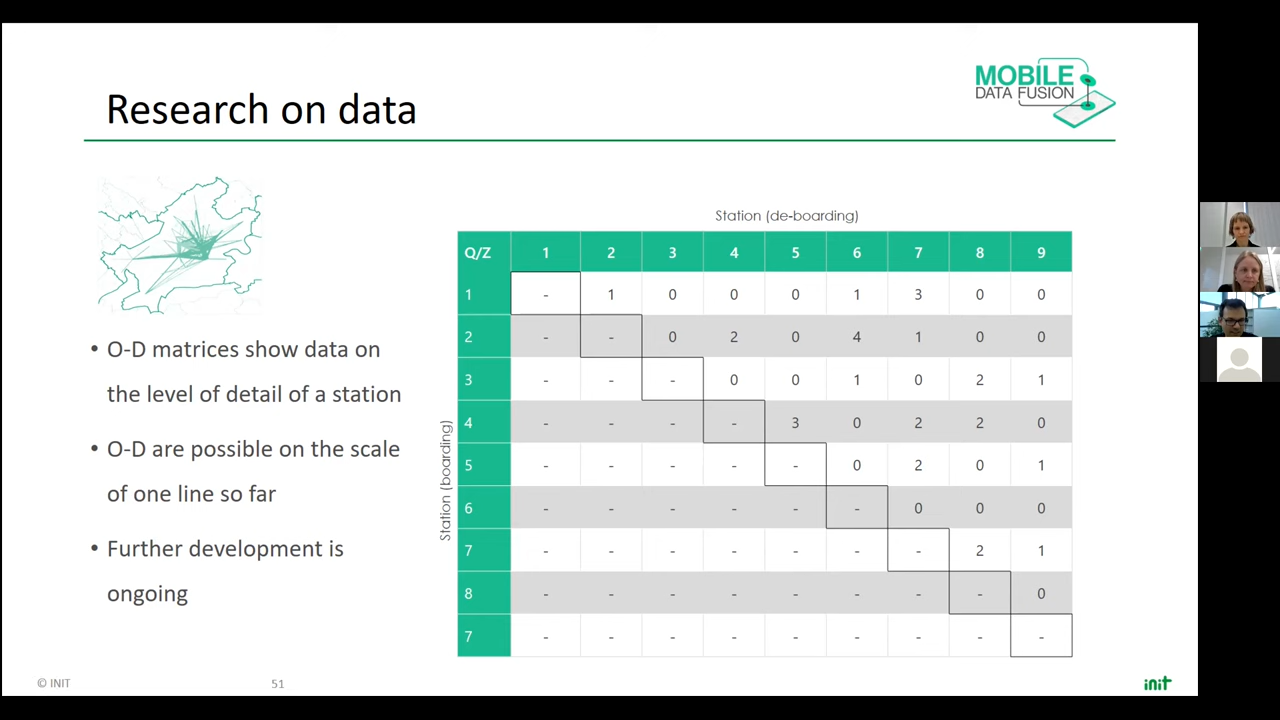 MOBILE
DATA FUSION
Research on data
• O-D matrices show data on
the level of detail of a station
• O-D are possible on the scale
of one line so far
• Further development is
ongoing
Station (de-boarding)
Station (boarding)
Q/Z 1 2 3 4 5 6 7 8 9
1 - 1 0 0 0 1 3 0 0
2 - - 0 2 0 4 1 0 0
3 - - - 0 0 1 0 2 1
4 - - - - 3 0 2 2 0
5 - - - - - 0 2 0 1
6 - - - - - - 0 0 0
7 - - - - - - - 2 1
8 - - - - - - - - 0
7 - - - - - - - - -
© INIT
51
init